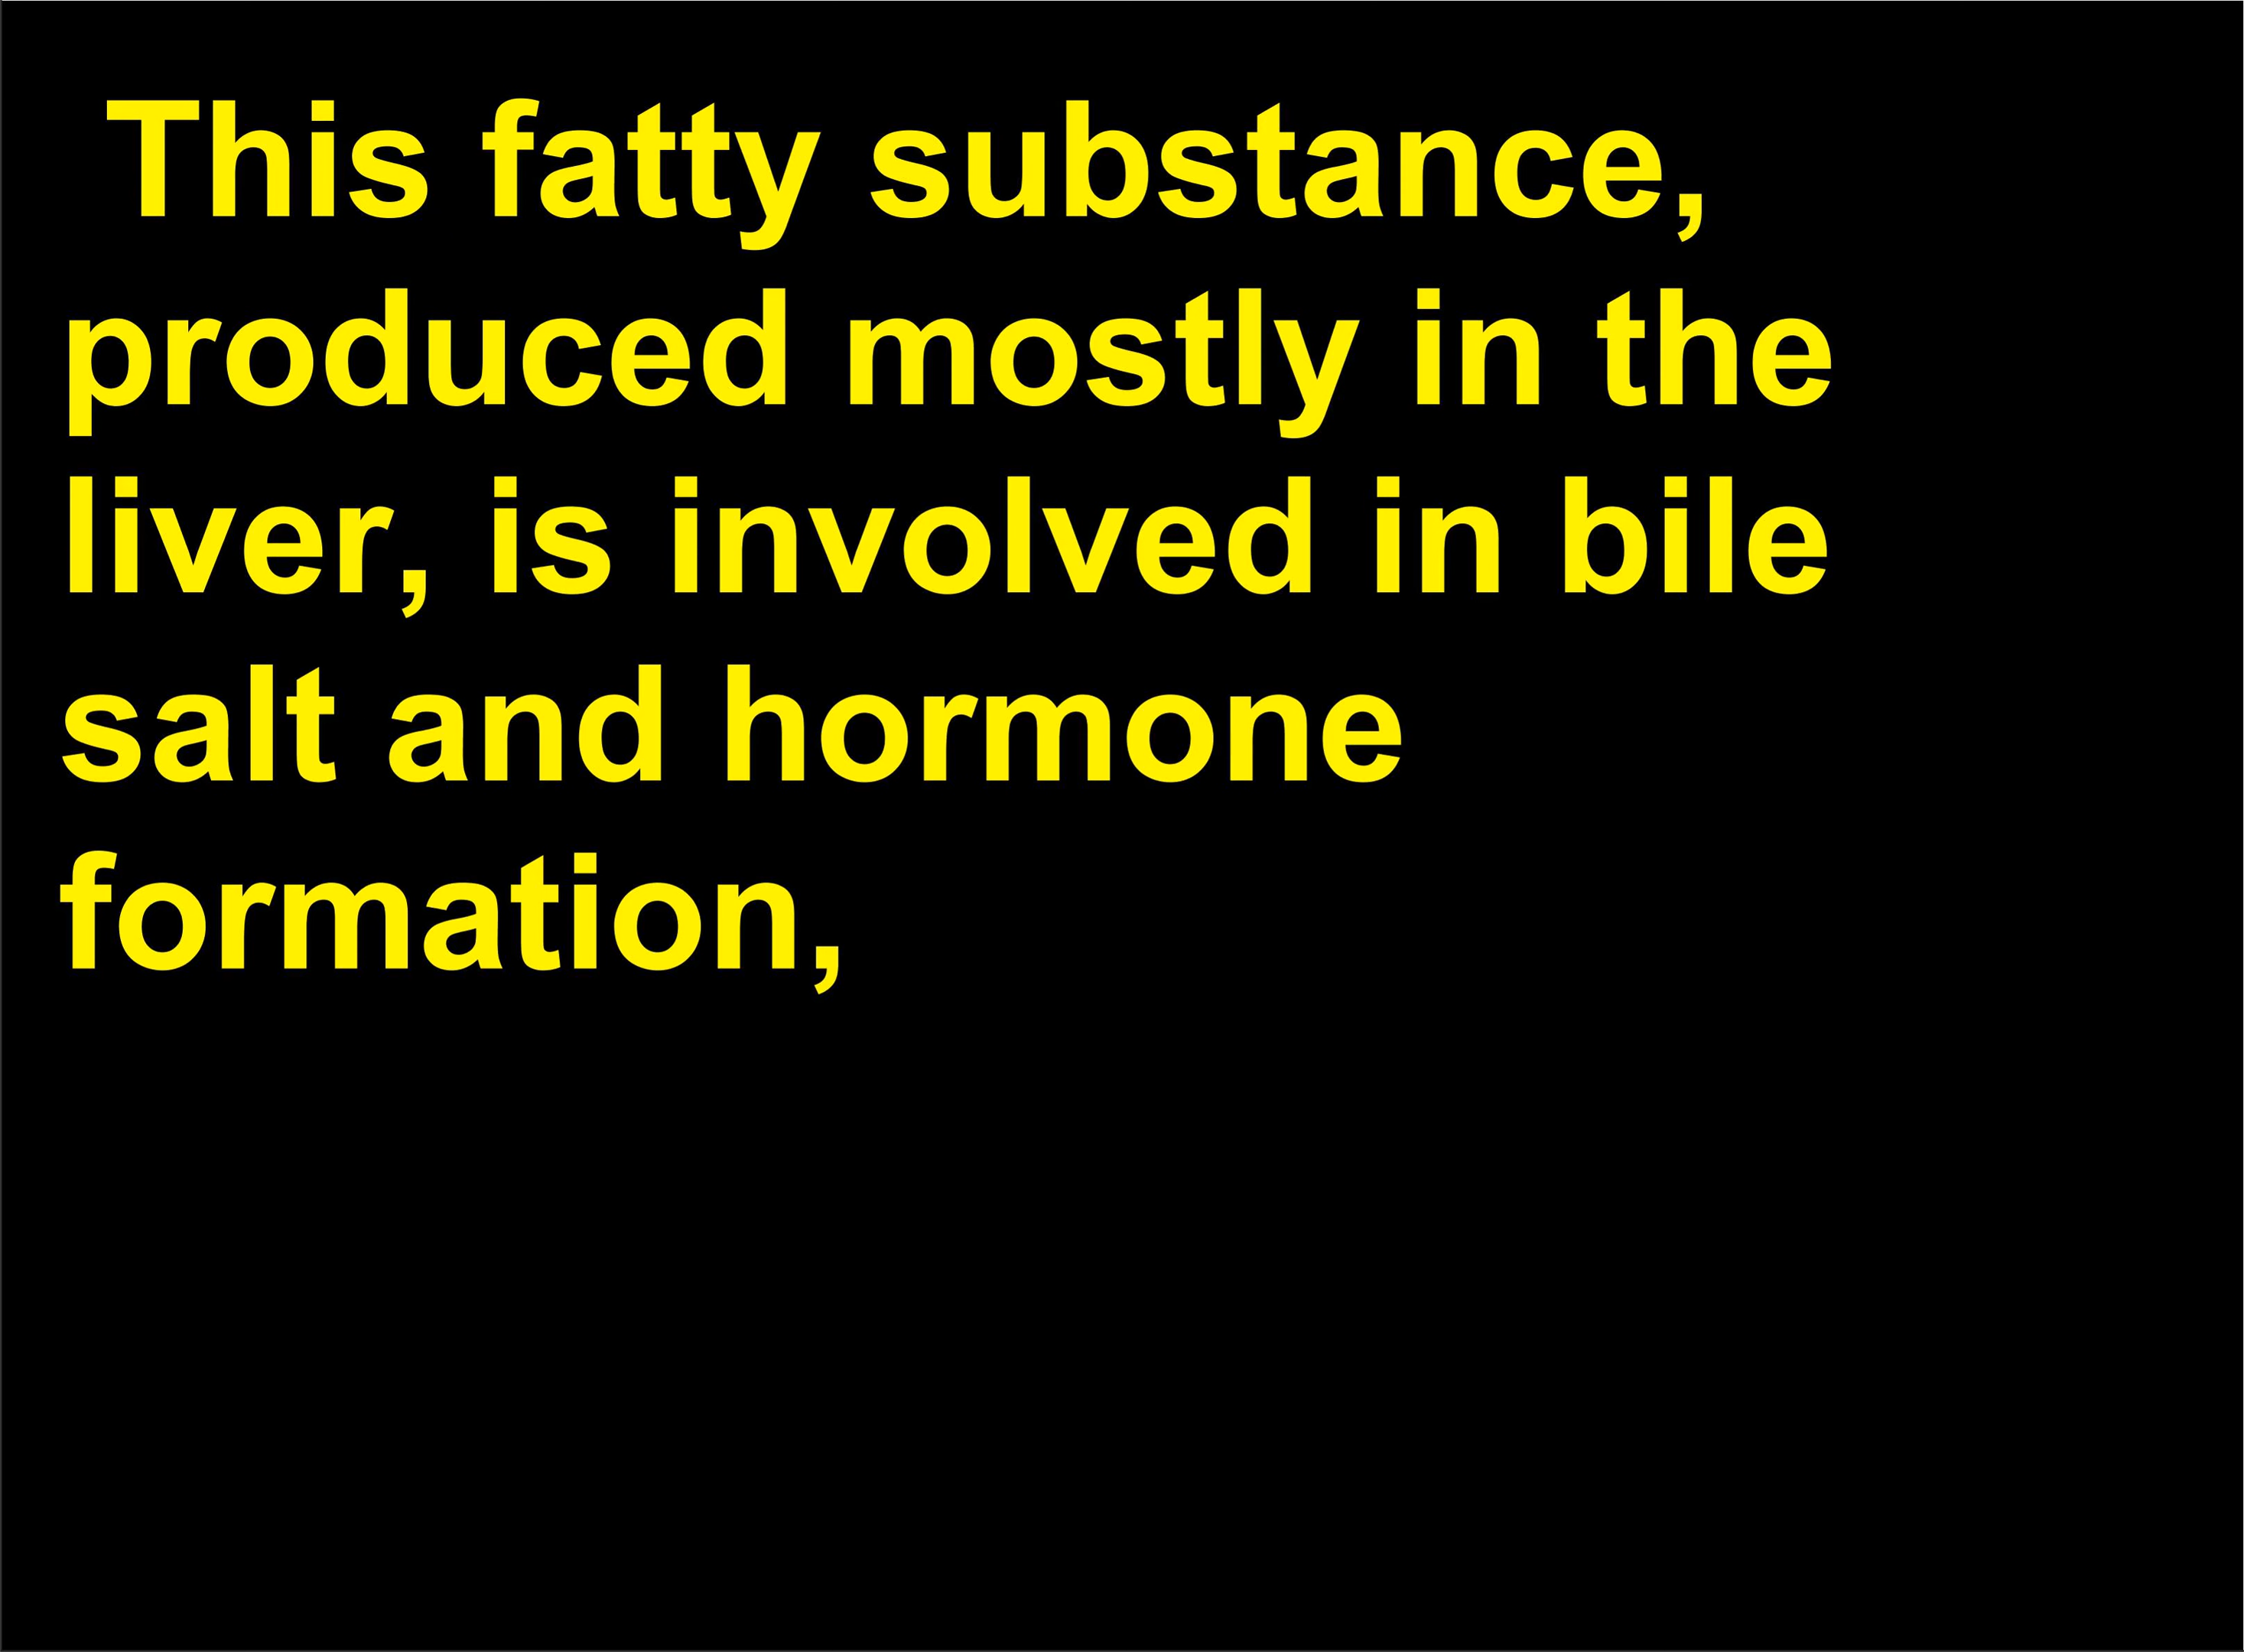 This fatty substance,
produced mostly in the
liver, is involved in bile
salt and hormone
formation,